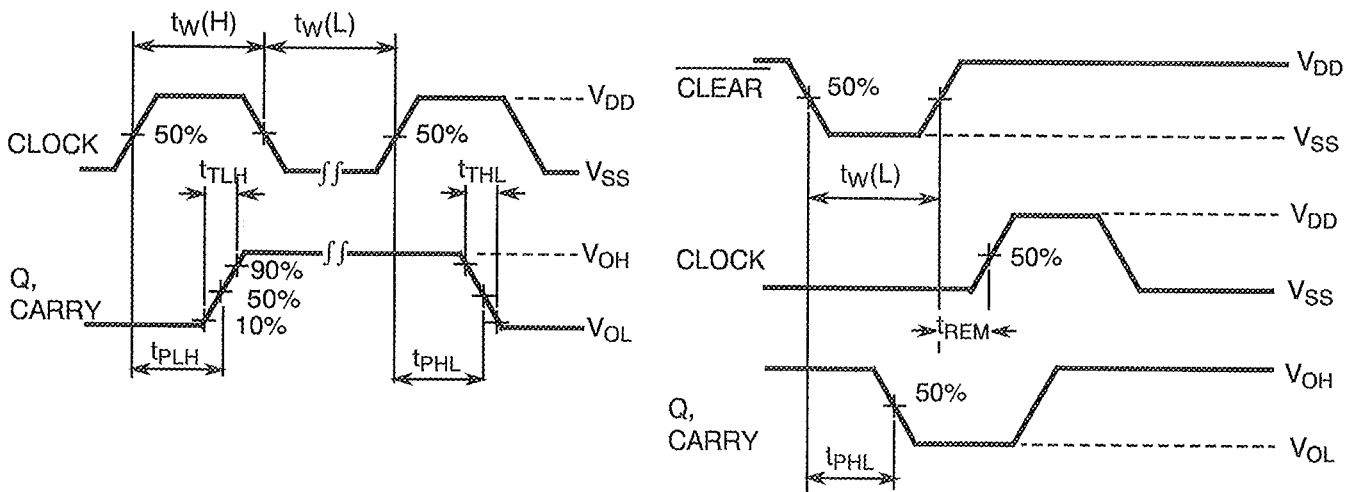 tW(H)
tW(L)
VDD
CLOCK
50%
50%
VSS
tTLH
tTHL
VOH
Q,
CARRY
90%
50%
10%
VOL
tPLH
tPHL
CLEAR
50%
VDD
VSS
tW(L)
VDD
CLOCK
50%
VSS
tREM
VOH
Q,
CARRY
50%
VOL
tPHL